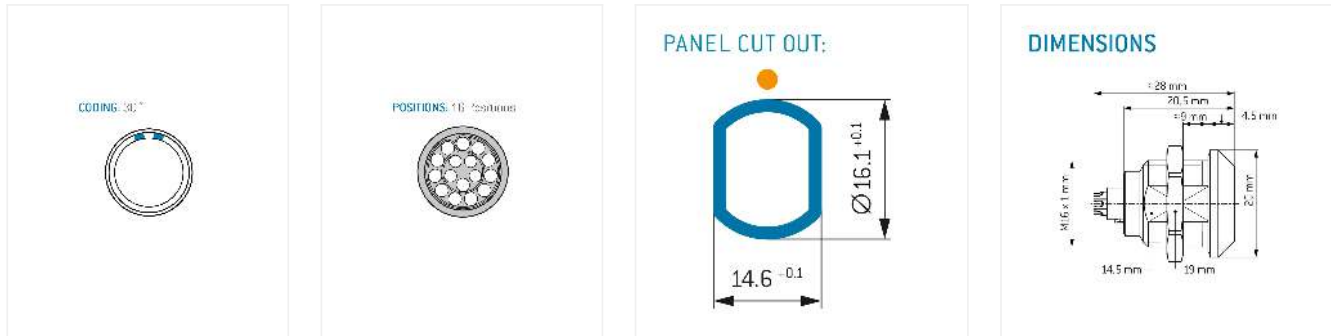 CODING: 30°
POSITIONS: 16 Positions
PANEL CUT OUT:
Ø16.1 +0.1
14.6 -0.1
DIMENSIONS
≈28 mm
20,5 mm
≈9 mm
4.5 mm
M16 x 1 mm
20 mm
14.5 mm
19 mm